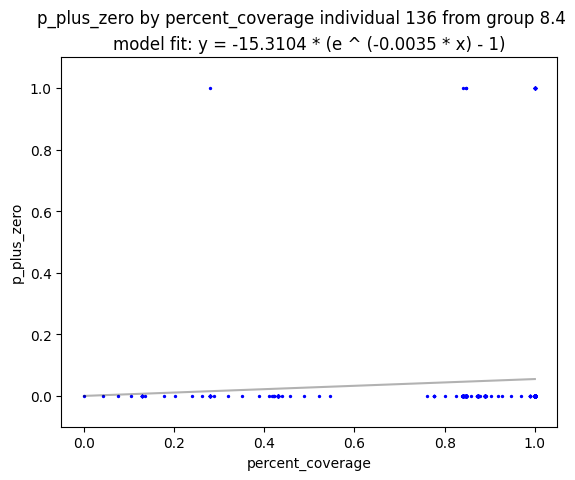 p_plus_zero by percent_coverage individual 136 from group 8.4
model fit: y = -15.3104 * (e ^ (-0.0035 * x) - 1)
1.0
0.8
0.6
0.4
0.2
0.0
p_plus_zero
0.0 0.2 0.4 0.6 0.8 1.0
percent_coverage